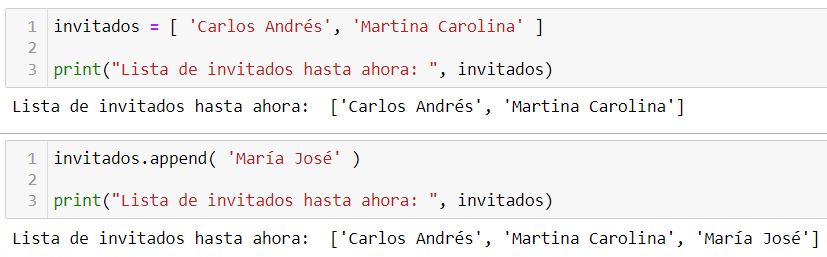 1 invitados = [ 'Carlos Andrés', 'Martina Carolina' ]
2
3 print("Lista de invitados hasta ahora: ", invitados)
Lista de invitados hasta ahora:  ['Carlos Andrés', 'Martina Carolina']
1 invitados.append( 'María José' )
2
3 print("Lista de invitados hasta ahora: ", invitados)
Lista de invitados hasta ahora:  ['Carlos Andrés', 'Martina Carolina', 'María José']